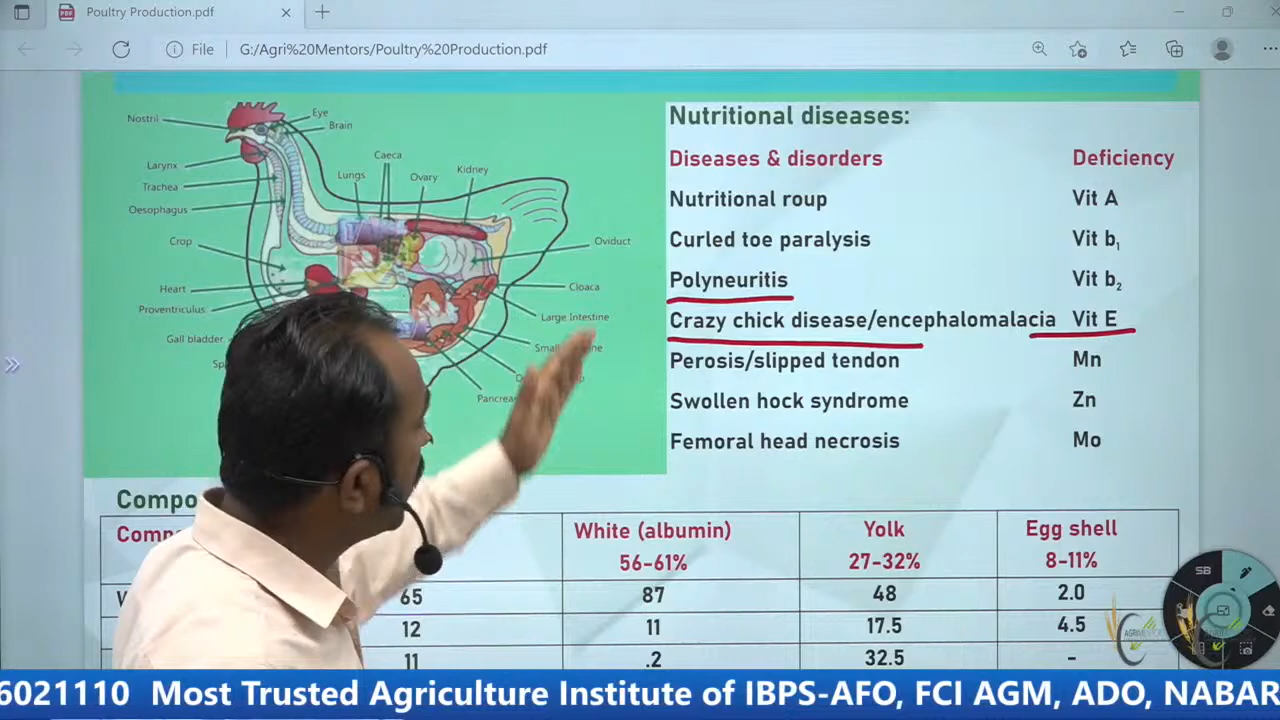 Poultry Production.pdf
File
G:/Agri%20Mentors/Poultry%20Production.pdf
Nostril
Eye
Brain
Larynx
Trachea
Oesophagus
Crop
Heart
Proventriculus
Gall bladder
Lungs
Caeca
Ovary
Kidney
Oviduct
Cloaca
Large Intestine
Nutritional diseases:
Diseases & disorders Deficiency
Nutritional roup Vit A
Curled toe paralysis Vit b₁
Polyneuritis Vit b₂
Crazy chick disease/encephalomalacia Vit E
Perosis/slipped tendon Mn
Swollen hock syndrome Zn
Femoral head necrosis Mo
White (albumin) Yolk Egg shell
56-61% 27-32% 8-11%
65 87 48 2.0
12 11 17.5 4.5
11 .2 32.5 -
SB
6021110 Most Trusted Agriculture Institute of IBPS-AFO, FCI AGM, ADO, NABAR